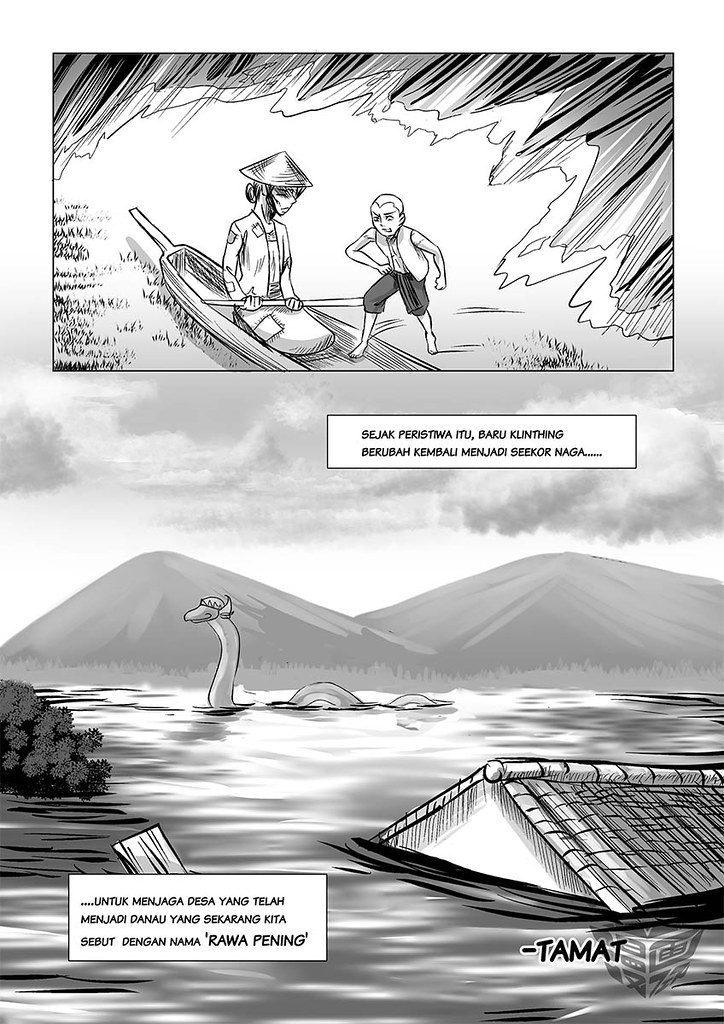 SEJAK PERISTIWA ITU, BARU KLINTHING
BERUBAH KEMBALI MENJADI SEEKOR NAGA......
....UNTUK MENJAGA DESA YANG TELAH
MENJADI DANAU YANG SEKARANG KITA
SEBUT DENGAN NAMA 'RAWA PENING'
-TAMAT